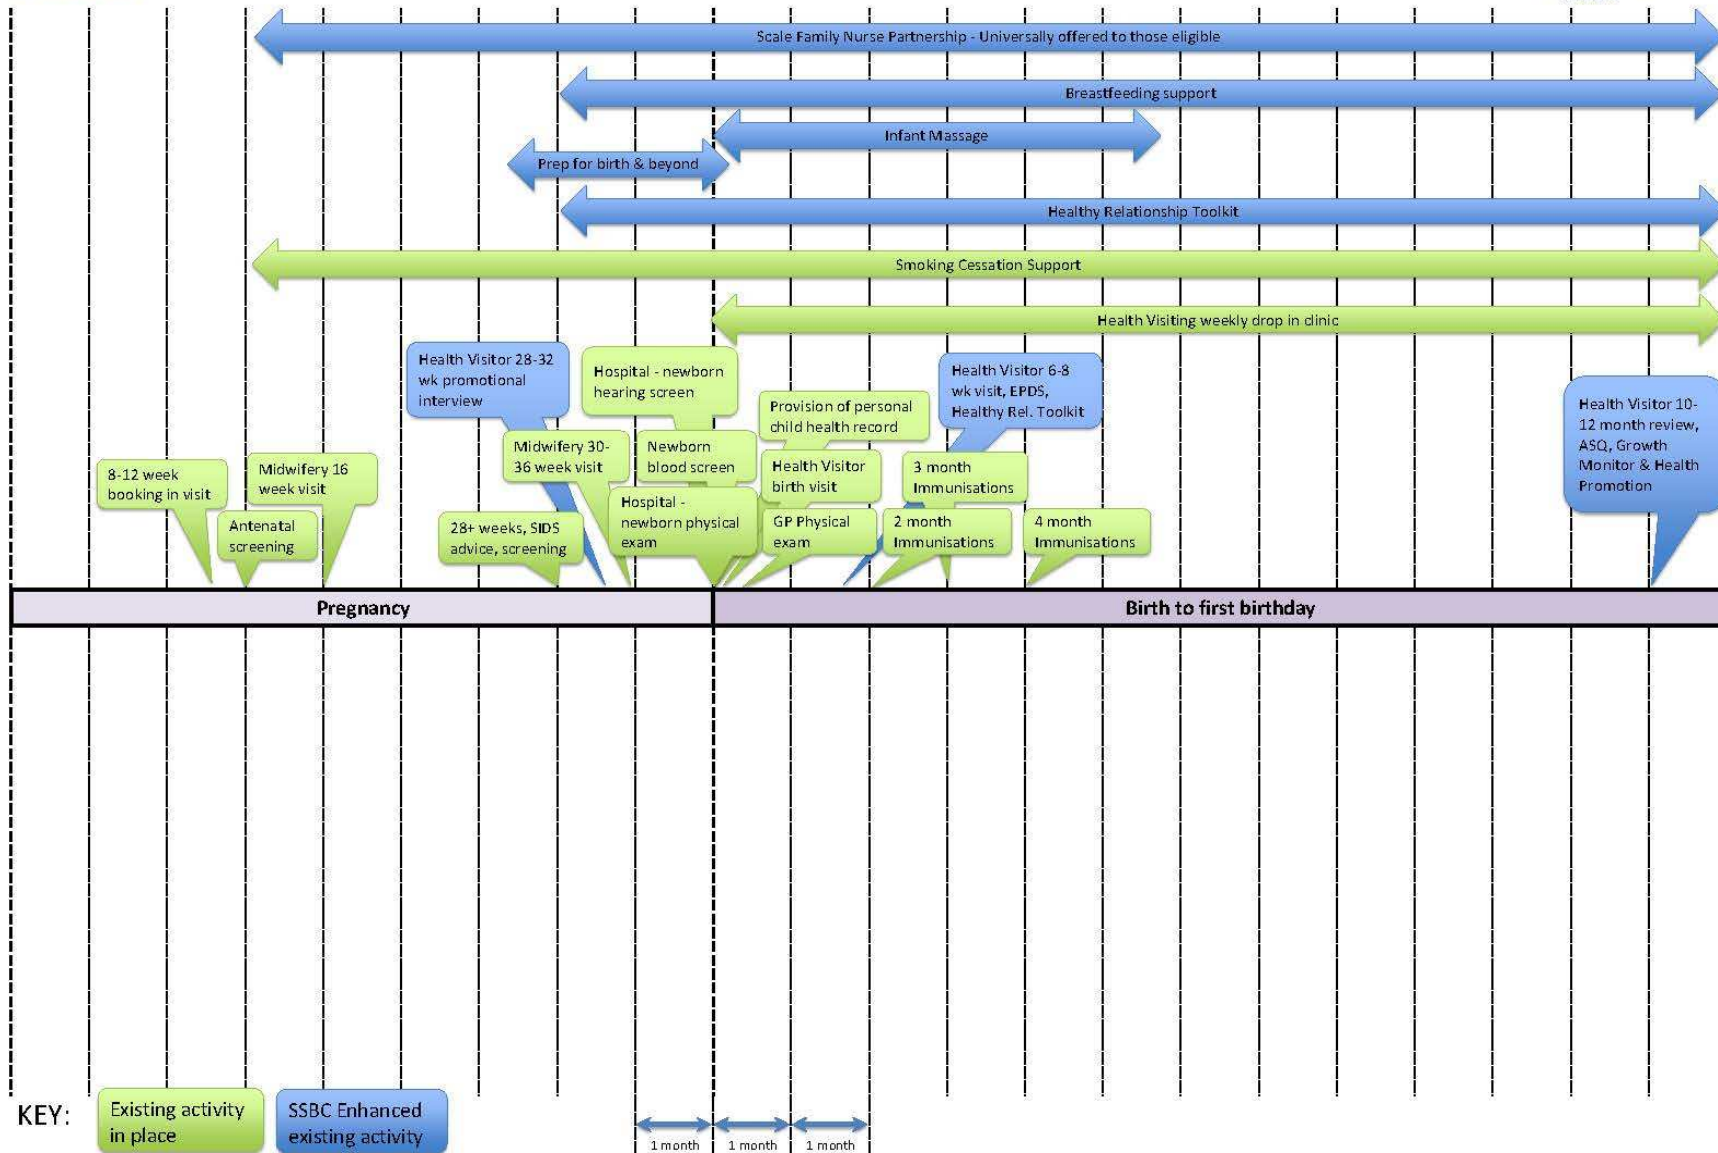 Scale Family Nurse Partnership - Universally offered to those eligible
Breastfeeding support
Infant Massage
Prep for birth & beyond
Healthy Relationship Toolkit
Smoking Cessation Support
Health Visiting weekly drop in clinic
Health Visitor 28-32
wk promotional
interview
Hospital - newborn
hearing screen
Provision of personal
child health record
Health Visitor 6-8
wk visit, EPDS,
Healthy Rel. Toolkit
Health Visitor 10-
12 month review,
ASQ, Growth
Monitor & Health
Promotion
8-12 week
booking in visit
Midwifery 16
week visit
Midwifery 30-
36 week visit
Newborn
blood screen
Health Visitor
birth visit
3 month
Immunisations
Antenatal
screening
28+ weeks, SIDS
advice, screening
Hospital -
newborn physical
exam
GP Physical
exam
2 month
Immunisations
4 month
Immunisations
Pregnancy
Birth to first birthday
KEY:
Existing activity
in place
SSBC Enhanced
existing activity
1 month
1 month
1 month